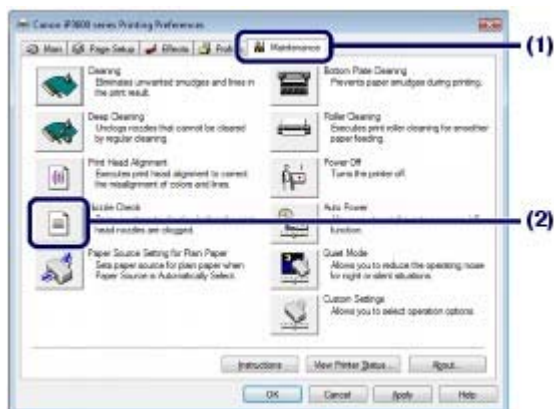 Canon iP3600 series Printing Preferences
Main
Page Setup
Effects
Maintenance
(1)
Cleaning
Eliminates unwanted smudges and lines in
the print result.
Bottom Plate Cleaning
Prevents paper smudges during printing.
Deep Cleaning
Unclogs nozzles that cannot be cleared
by regular cleaning.
Roller Cleaning
Executes print roller cleaning for smoother
paper feeding.
Print Head Alignment
Executes print head alignment to correct
the misalignment of colors and lines.
Power Off
Turns the printer off.
Nozzle Check
head nozzles are clogged.
(2)
Auto Power
function.
Paper Source Setting for Plain Paper
Sets paper source for plain paper when
Paper Source is Automatically Select.
Quiet Mode
Allows you to reduce the operating noise
for night or silent situations.
Custom Settings
Allows you to select operation options.
Instructions
View Printer Status...
About...
OK
Cancel
Apply
Help